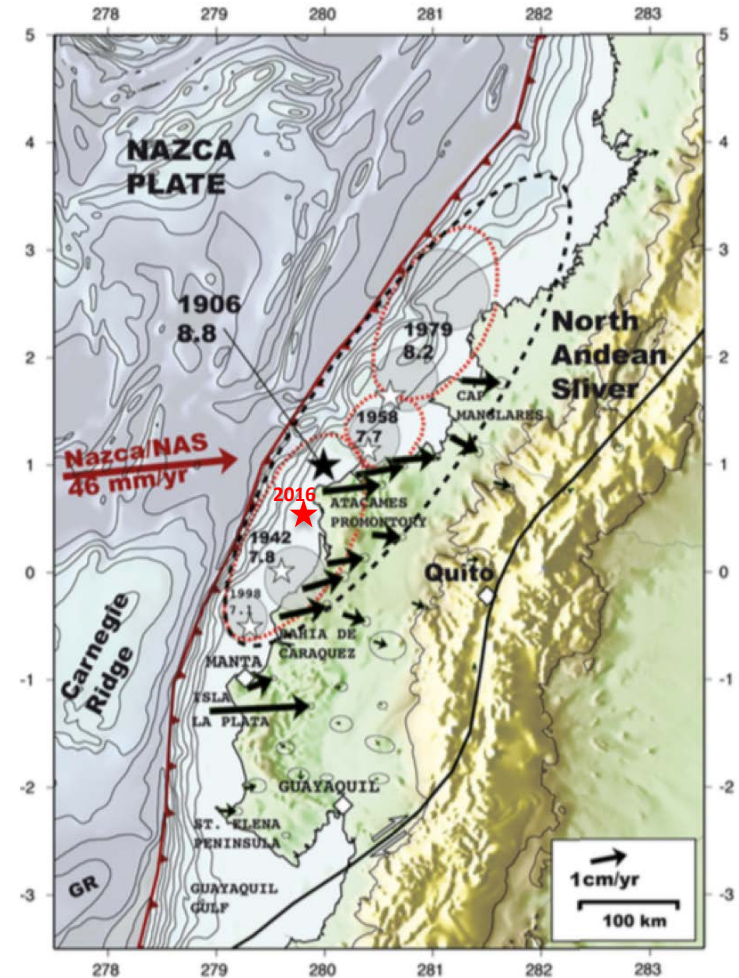 278 279 280 281 282 283
5 5
4 4
NAZCA
PLATE
3 3
1906
8.8
1979
8.2
North
Andean
Sliver
2 2
CAP
MANGLARES
1958
7.7
Nazca/NAS
46 mm/yr
1 1
2016
ATACAMES
PROMONTORY
1942
7.8
0 0
Quito
1998
7.1
BAHIA DE
CARAQUEZ
Carnegie
Ridge
MANTA
-1 -1
ISLA
LA PLATA
-2 -2
GUAYAQUIL
ST. ELENA
PENINSULA
GR
GUAYAQUIL
GULF
1cm/yr
100 km
-3 -3
278 279 280 281 282 283